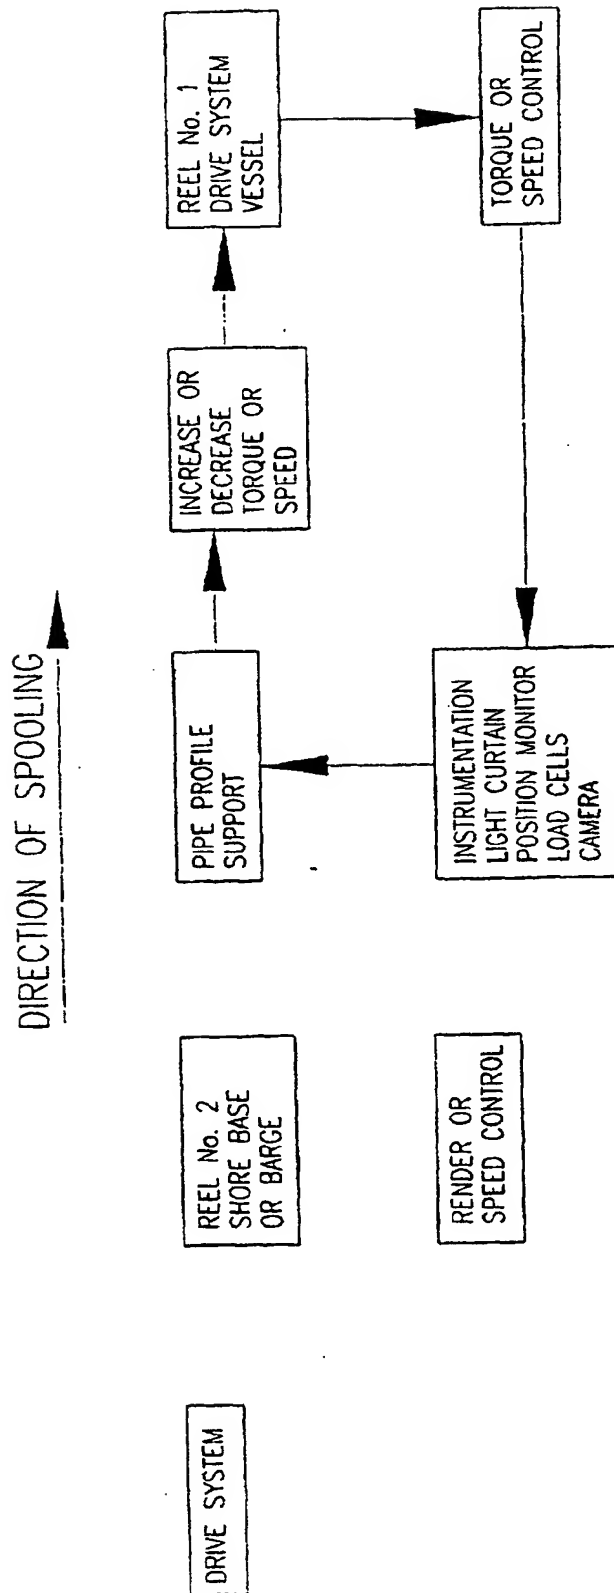 DIRECTION OF SPOOLING
DRIVE SYSTEM
REEL No. 2
SHORE BASE
OR BARGE
PIPE PROFILE
SUPPORT
INCREASE OR
DECREASE
TORQUE OR
SPEED
REEL No. 1
DRIVE SYSTEM
VESSEL
RENDER OR
SPEED CONTROL
INSTRUMENTATION
LIGHT CURTAIN
POSITION MONITOR
LOAD CELLS
CAMERA
TORQUE OR
SPEED CONTROL